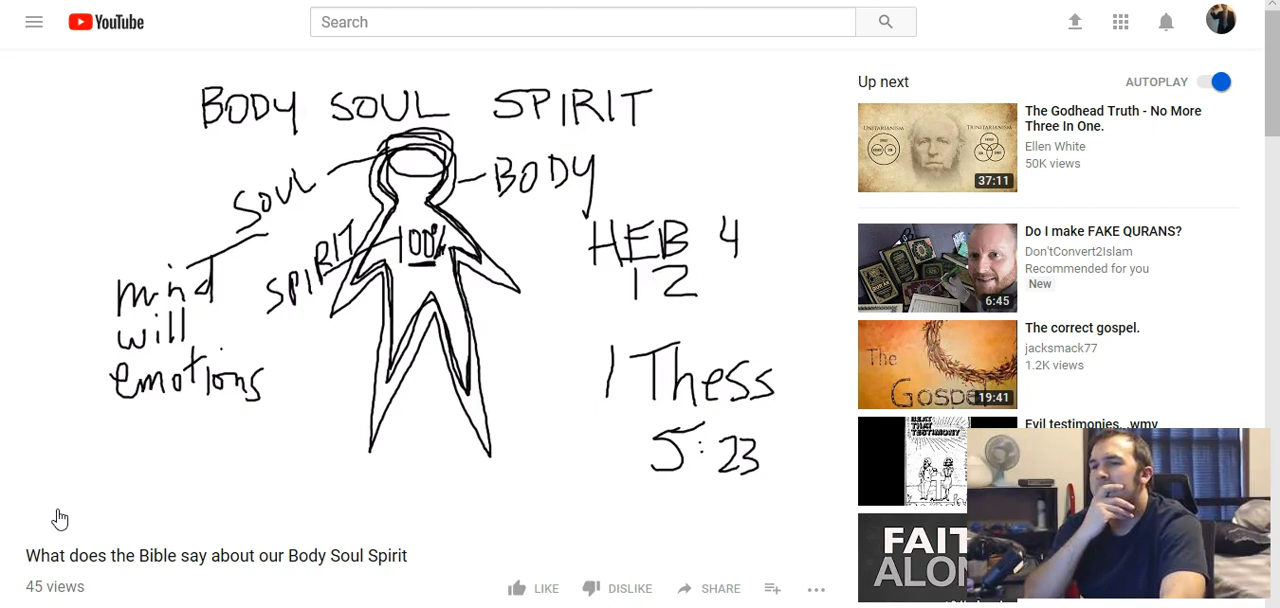 YouTube
Search
BODY SOUL SPIRIT
SOUL
BODY
SPIRIT
100%
HEB 4
12
mind
will
emotions
1 Thess
5:23
What does the Bible say about our Body Soul Spirit
45 views
LIKE
DISLIKE
SHARE
Up next
AUTOPLAY
UNITARIANISM
TRINITARIANISM
37:11
The Godhead Truth - No More
Three In One.
Ellen White
50K views
6:45
Do I make FAKE QURANS?
Don'tConvert2Islam
Recommended for you
New
The
Gospel
19:41
The correct gospel.
jacksmack77
1.2K views
THAT
TESTIMONY
Evil testimonies..wmv
FAIT
ALON